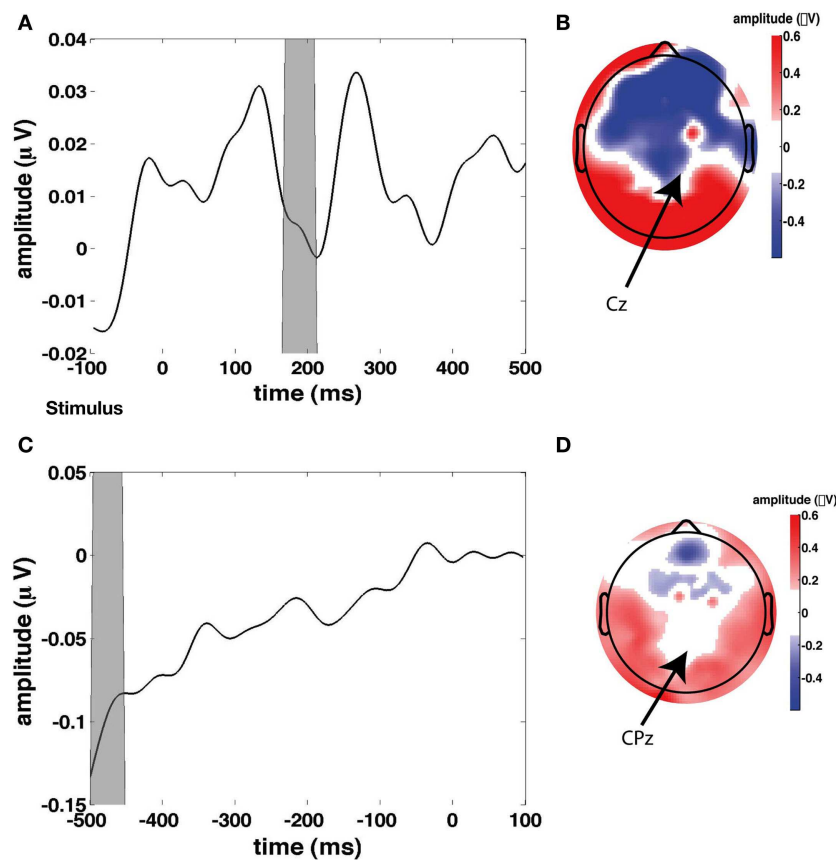 A
amplitude (μ V)
0.04
0.03
0.02
0.01
0
-0.01
-0.02
-100
0
100
200
300
400
500
time (ms)
Stimulus
B
amplitude (▯V)
0.6
0.4
0.2
0
-0.2
-0.4
Cz
C
amplitude (μ V)
0.05
0
-0.05
-0.1
-0.15
-500
-400
-300
-200
-100
0
100
time (ms)
D
amplitude (▯V)
0.6
0.4
0.2
0
-0.2
-0.4
CPz